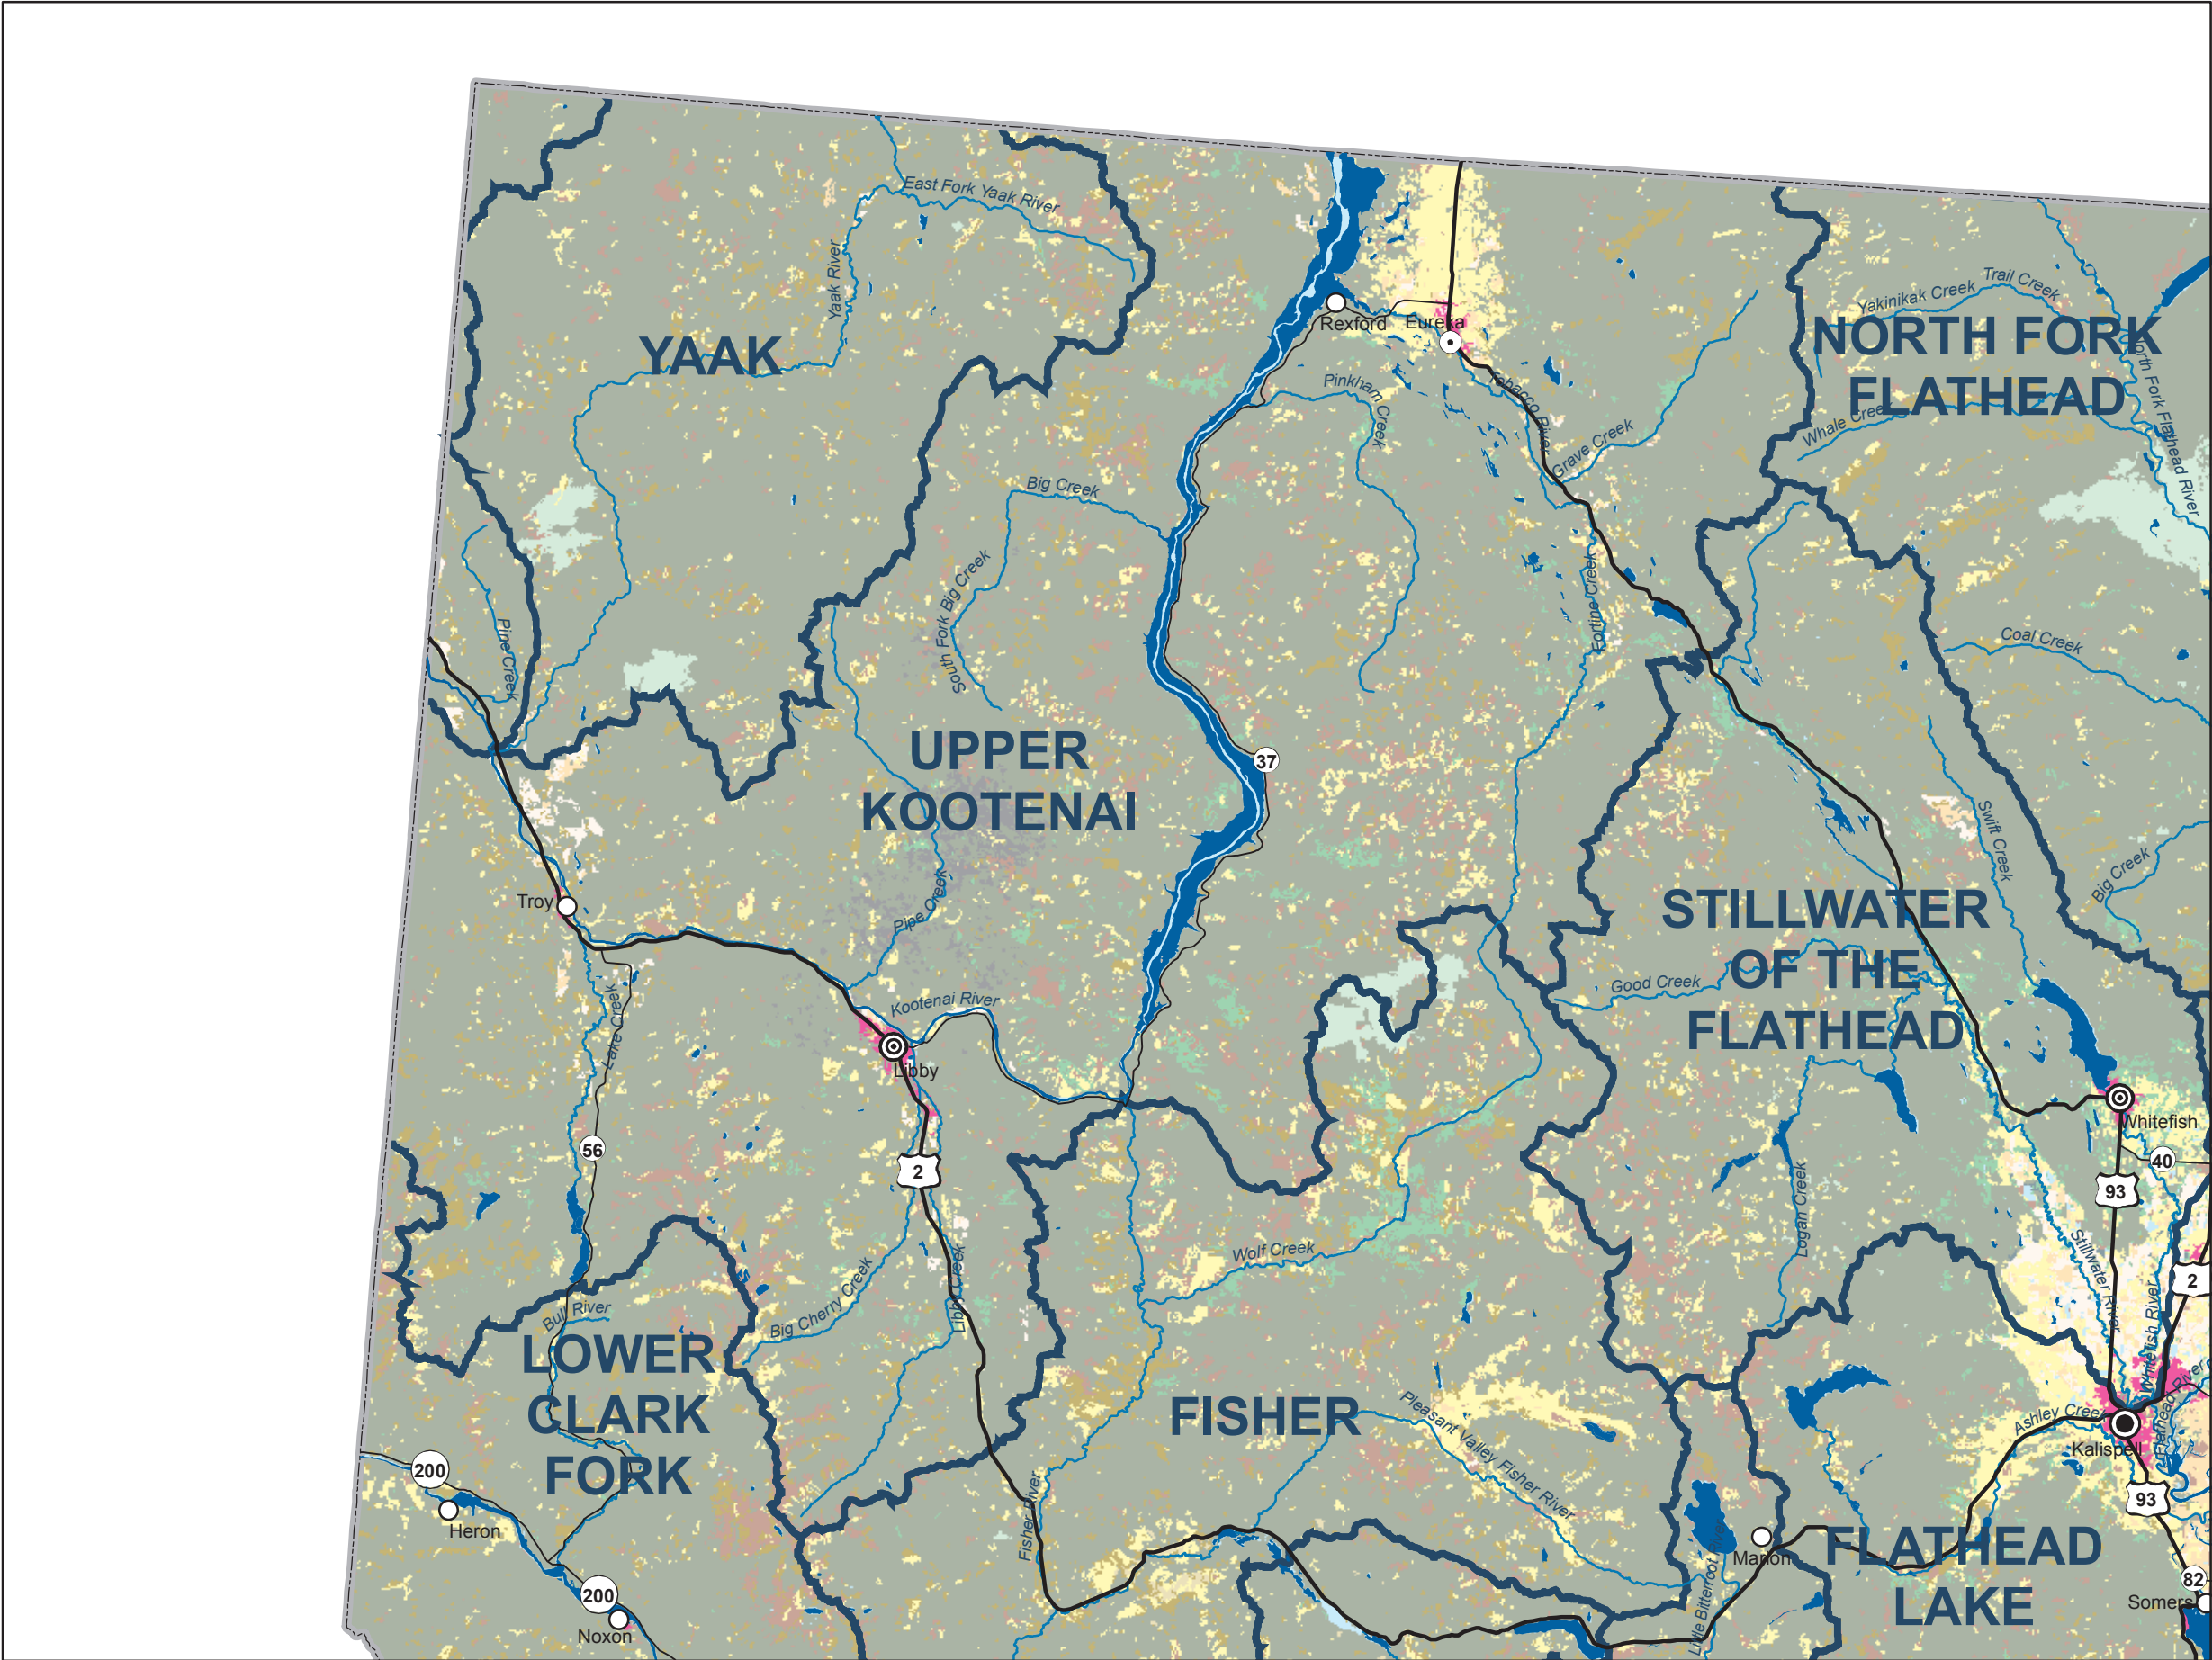 East Fork Yaak River
Yaak River
YAAK
Rexford
Eureka
Tobacco River
Pinkham Creek
Grave Creek
Yakinikak Creek
Trail Creek
NORTH FORK
FLATHEAD
Whale Creek
North Fork Flathead River
Big Creek
South Fork Big Creek
Pine Creek
Fortine Creek
Coal Creek
UPPER
KOOTENAI
37
Swift Creek
Big Creek
Pipe Creek
Troy
STILLWATER
OF THE
FLATHEAD
Good Creek
Lake Creek
Kootenai River
Libby
Whitefish
40
93
56
2
Logan Creek
Wolf Creek
Stillwater River
2
Whitefish River
Big Cherry Creek
Libby Creek
Bull River
LOWER
CLARK
FORK
FISHER
Pleasant Valley Fisher River
Ashley Creek
Kalispell
Flathead River
93
200
Heron
Fisher River
Marion
Little Bitterroot River
FLATHEAD
LAKE
200
Noxon
82
Somers